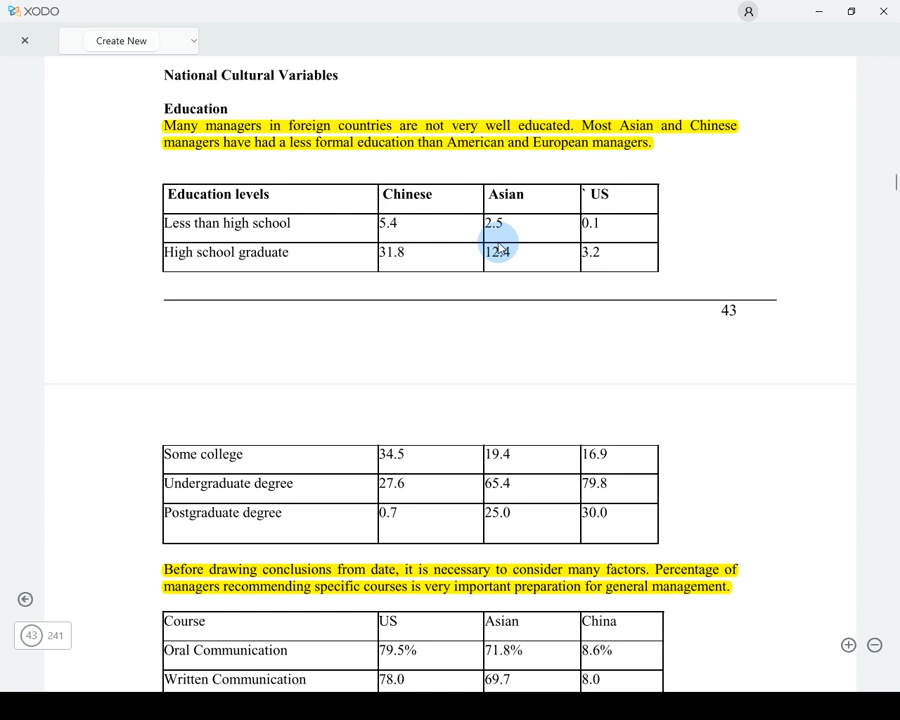 XODO
Create New
National Cultural Variables
Education
Many managers in foreign countries are not very well educated. Most Asian and Chinese
managers have had a less formal education than American and European managers.
Education levels Chinese Asian ` US
Less than high school 5.4 2.5 0.1
High school graduate 31.8 12.4 3.2
43
Some college 34.5 19.4 16.9
Undergraduate degree 27.6 65.4 79.8
Postgraduate degree 0.7 25.0 30.0
Before drawing conclusions from date, it is necessary to consider many factors. Percentage of
managers recommending specific courses is very important preparation for general management.
43 241
Course US Asian China
Oral Communication 79.5% 71.8% 8.6%
Written Communication 78.0 69.7 8.0